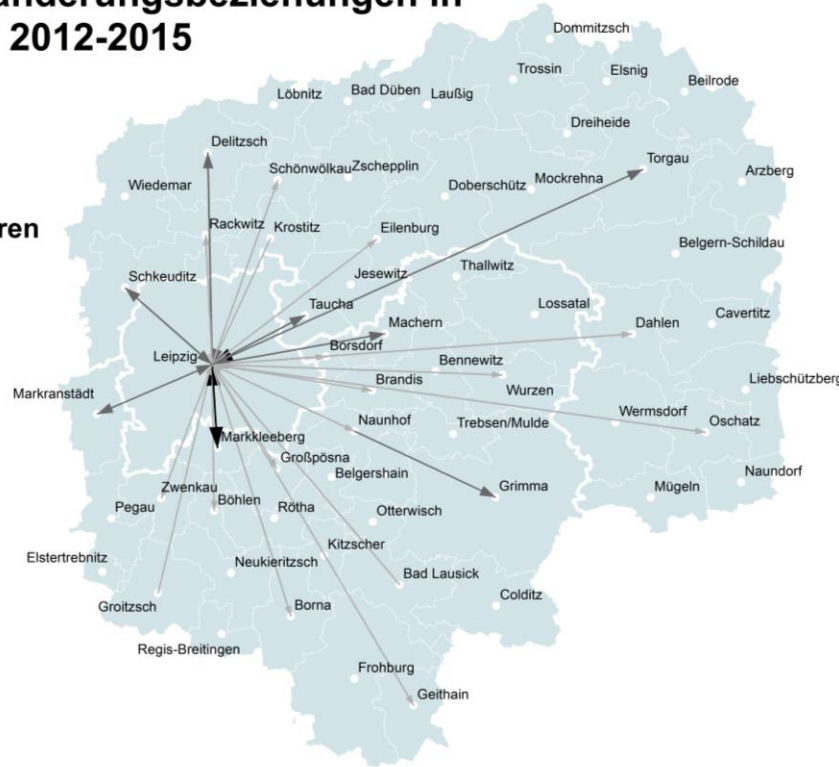 2012-2015
Dommitzsch
Trossin
Elsnig
Beilrode
Löbnitz
Bad Düben
Laußig
Dreiheide
Delitzsch
Schönwölkau
Zschepplin
Torgau
Wiedemar
Doberschütz
Mockrehna
Arzberg
Rackwitz
Krostitz
Eilenburg
Belgern-Schildau
Schkeuditz
Jesewitz
Thallwitz
Taucha
Lossatal
Machern
Dahlen
Cavertitz
Borsdorf
Leipzig
Bennewitz
Brandis
Wurzen
Liebschützberg
Markranstädt
Wermsdorf
Naunhof
Trebsen/Mulde
Oschatz
Markkleeberg
Großpösna
Belgershain
Naundorf
Zwenkau
Grimma
Mügeln
Böhlen
Pegau
Rötha
Otterwisch
Kitzscher
Elstertrebnitz
Neukieritzsch
Bad Lausick
Colditz
Groitzsch
Borna
Regis-Breitingen
Frohburg
Geithain